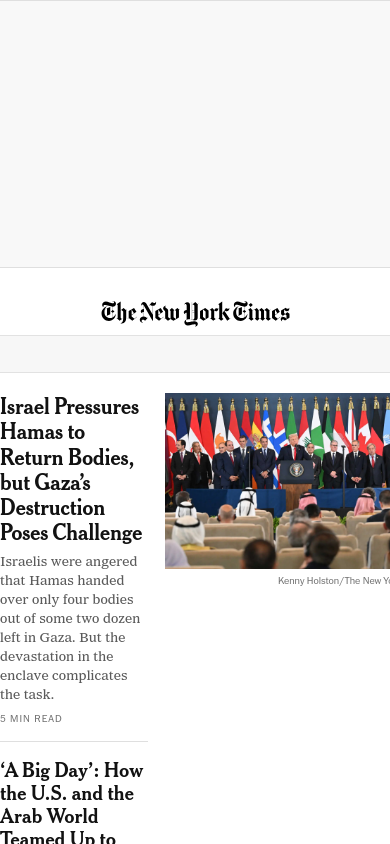 The New York Times
Israel Pressures
Hamas to
Return Bodies,
but Gaza’s
Destruction
Poses Challenge
Israelis were angered
that Hamas handed
over only four bodies
out of some two dozen
left in Gaza. But the
devastation in the
enclave complicates
the task.
5 MIN READ
Kenny Holston/The New Yo
‘A Big Day’: How
the U.S. and the
Arab World
Teamed Up to